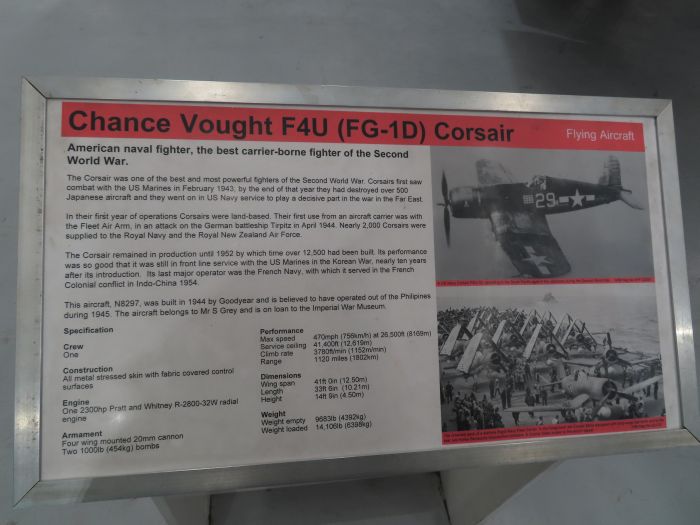 Chance Vought F4U (FG-1D) Corsair
Flying Aircraft
American naval fighter, the best carrier-borne fighter of the Second
World War.
The Corsair was one of the best and most powerful fighters of the Second World War. Corsairs first saw
combat with the US Marines in February 1943, by the end of that year they had destroyed over 500
Japanese aircraft and they went on in US Navy service to play a decisive part in the war in the Far East.
In their first year of operations Corsairs were land-based. Their first use from an aircraft carrier was with
the Fleet Air Arm, in an attack on the German battleship Tirpitz in April 1944. Nearly 2,000 Corsairs were
supplied to the Royal Navy and the Royal New Zealand Air Force.
The Corsair remained in production until 1952 by which time over 12,500 had been built. Its performance
was so good that it was still in front line service with the US Marines in the Korean War, nearly ten years
after its introduction. Its last major operator was the French Navy, with which it served in the French
Colonial conflict in Indo-China 1954.
This aircraft, N8297, was built in 1944 by Goodyear and is believed to have operated out of the Philipines
during 1945. The aircraft belongs to Mr S Grey and is on loan to the Imperial War Museum.
Specification
Crew
One
Construction
All metal stressed skin with fabric covered control
surfaces
Engine
One 2300hp Pratt and Whitney R-2800-32W radial
engine
Armament
Four wing mounted 20mm cannon
Two 1000lb (454kg) bombs
Performance
Max speed 470mph (756km/h) at 26,500ft (8169m)
Service ceiling 41,400ft (12,619m)
Climb rate 3780ft/min (1152m/min)
Range 1120 miles (1802km)
Dimensions
Wing span 41ft 0in (12.50m)
Length 33ft 6in (10.21m)
Height 14ft 9in (4.50m)
Weight
Weight empty 9683lb (4392kg)
Weight loaded 14,106lb (6398kg)
29